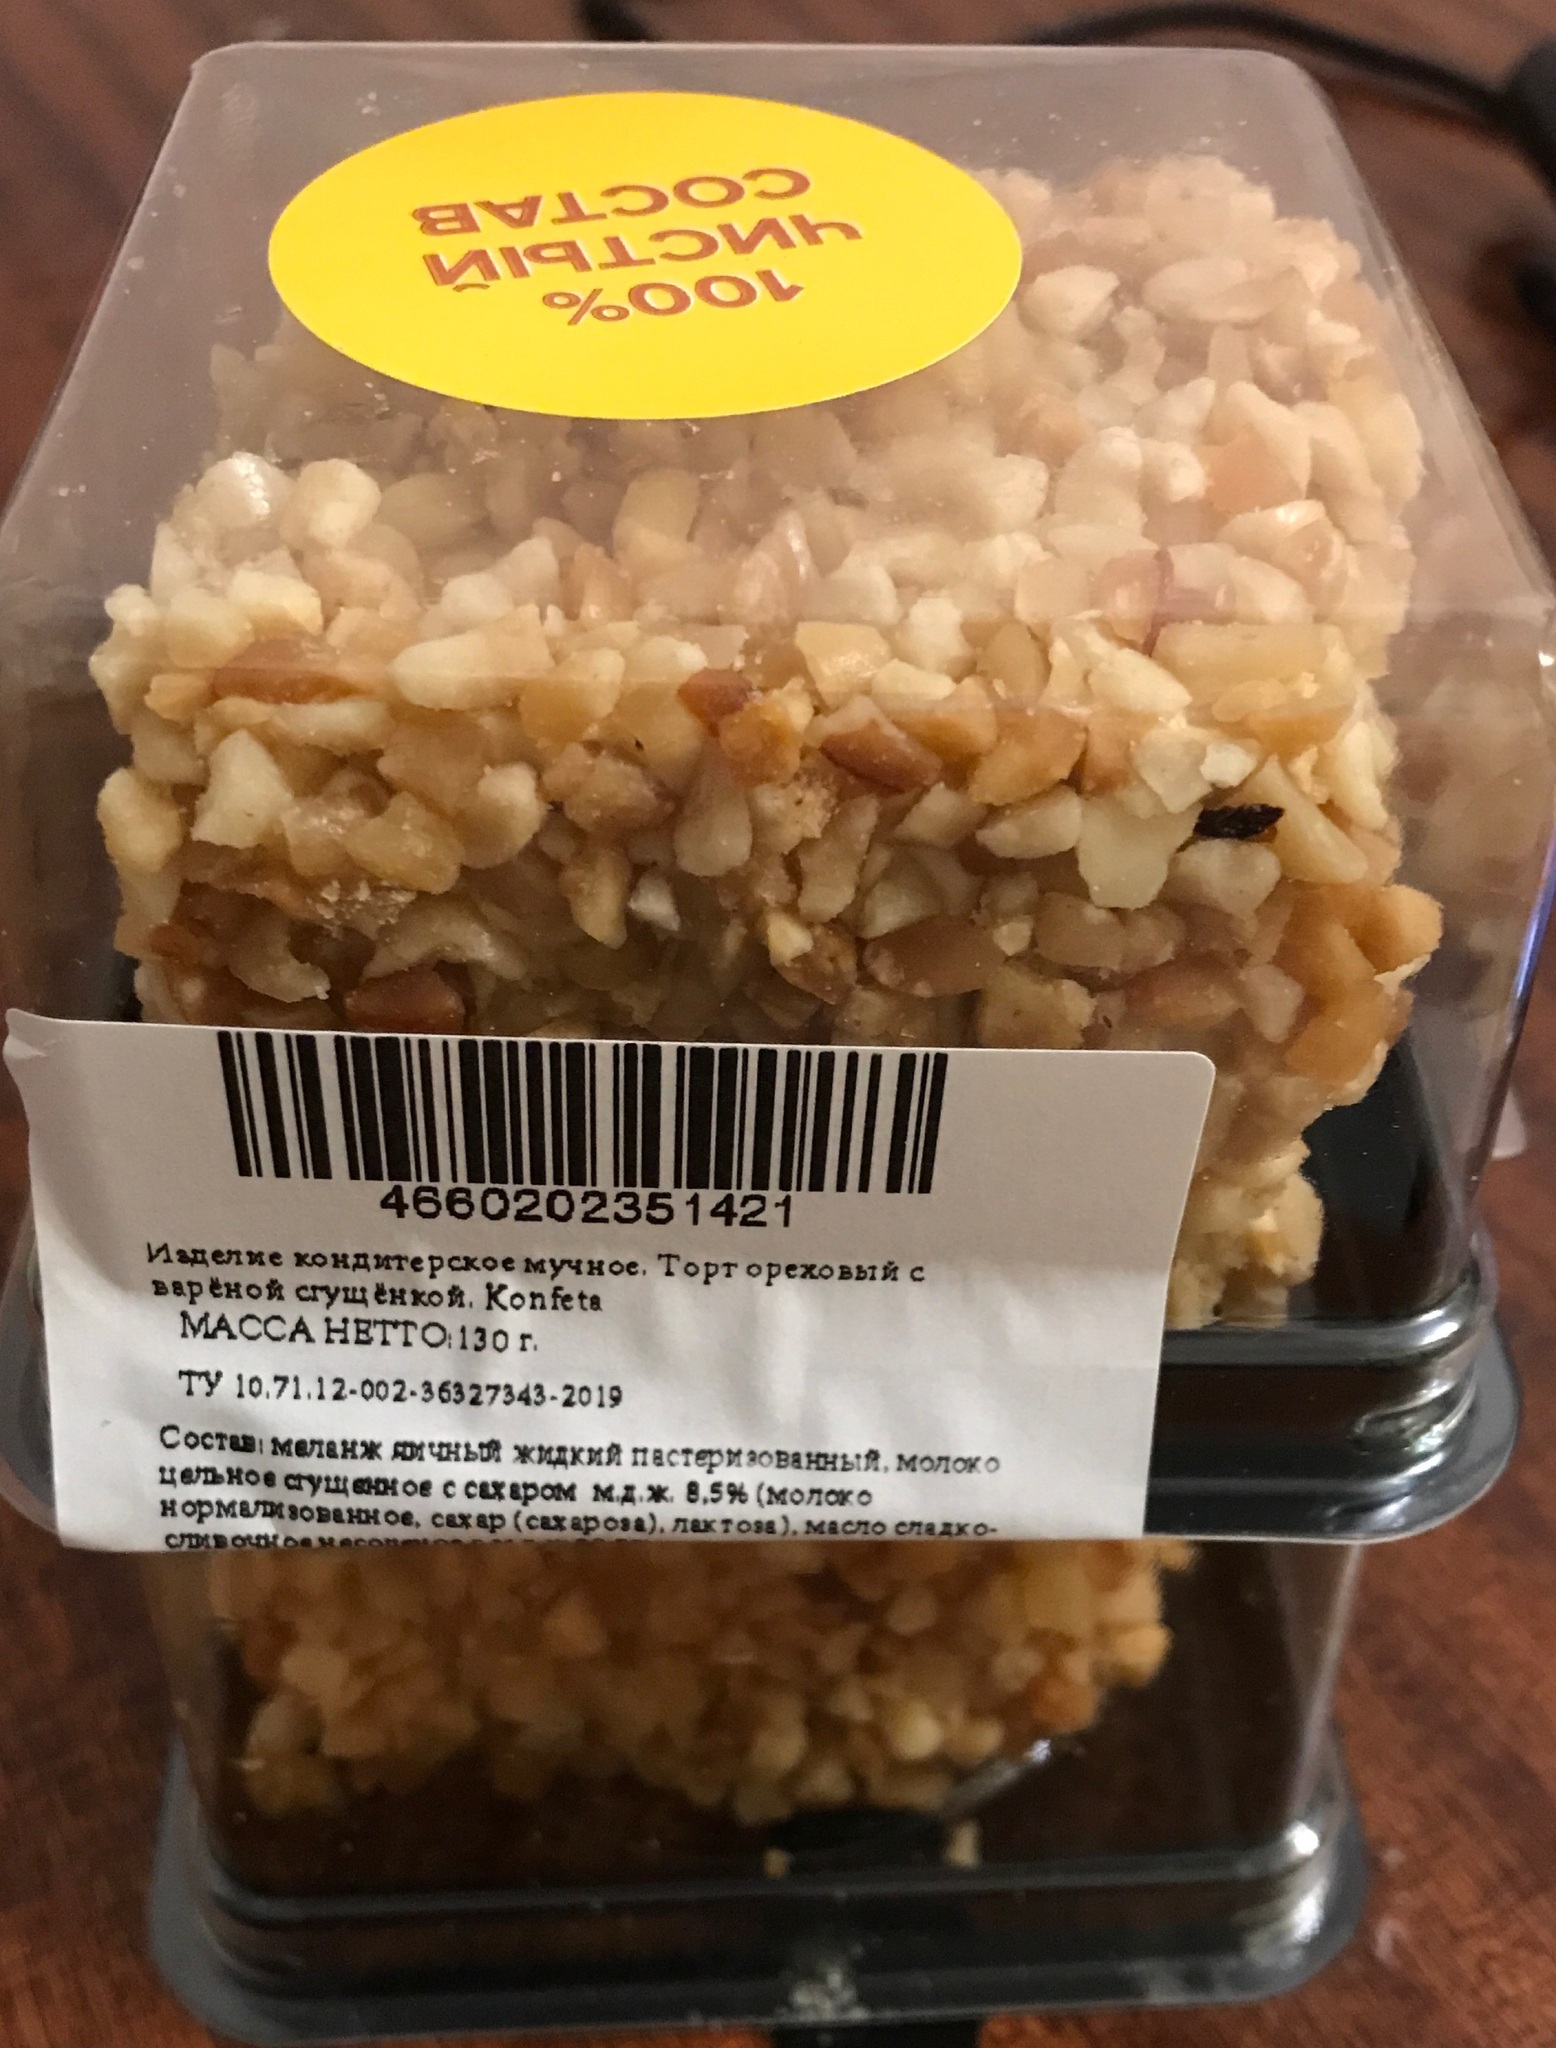 100%
ЧИСТЫЙ
СОСТАВ
4660202351421
Изделие кондитерское мучное. Торт ореховый с
варёной сгущёнкой. Konfeta
МАССА НЕТТО:130 г.
ТУ 10.71.12-002-36327343-2019
Состав: меланж яичный жидкий пастеризованный, молоко
цельное сгущенное с сахаром м.д.ж. 8,5% (молоко
нормализованное, сахар (сахароза), лактоза), масло сладко-
сливочное несоленое